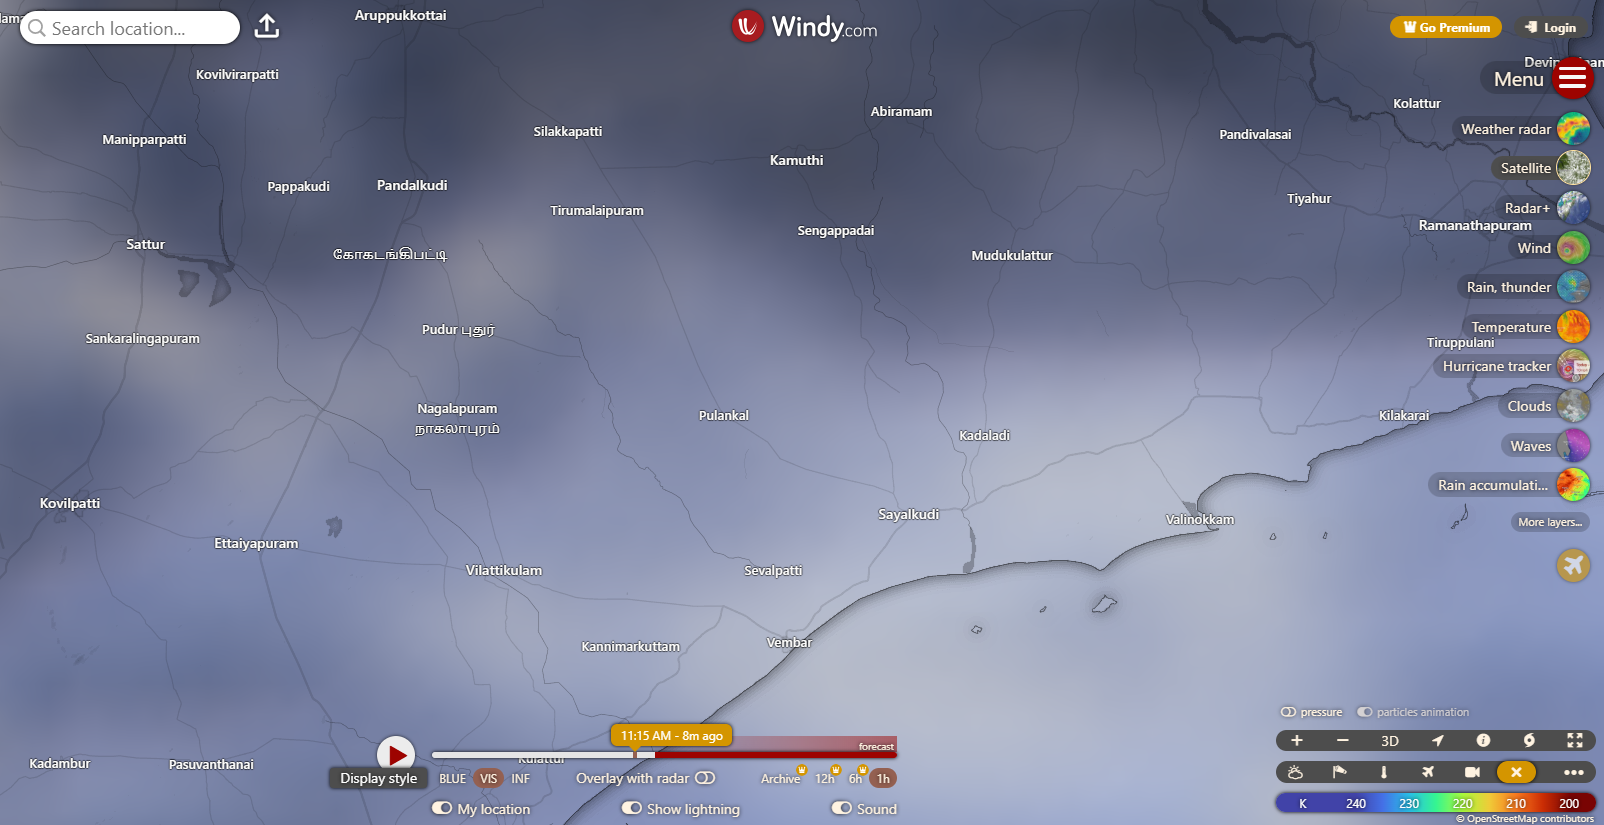 Search location...
Windy.com
Go Premium
Login
Menu
Weather radar
Satellite
Radar+
Wind
Rain, thunder
Temperature
Hurricane tracker
Clouds
Waves
Rain accumulati...
More layers...
Aruppukkottai
Kovilvirarpatti
Abiramam
Kolattur
Silakkapatti
Pandivalasai
Manipparpatti
Kamuthi
Pappakudi
Pandalkudi
Tirumalaipuram
Tiyahur
Sengappadai
Ramanathapuram
Sattur
கோகடங்கிபட்டி
Mudukulattur
Pudur புதுர்
Sankaralingapuram
Tiruppulani
Nagalapuram
நாகலாபுரம்
Pulankal
Kilakarai
Kadaladi
Kovilpatti
Sayalkudi
Valinokkam
Ettaiyapuram
Vilattikulam
Sevalpatti
Kannimarkuttam
Vembar
Kadambur
Pasuvanthanai
Kulattur
11:15 AM - 8m ago
forecast
Display style
BLUE VIS INF
Overlay with radar
Archive 12h 6h 1h
My location
Show lightning
Sound
pressure
particles animation
3D
K 240 230 220 210 200
© OpenStreetMap contributors